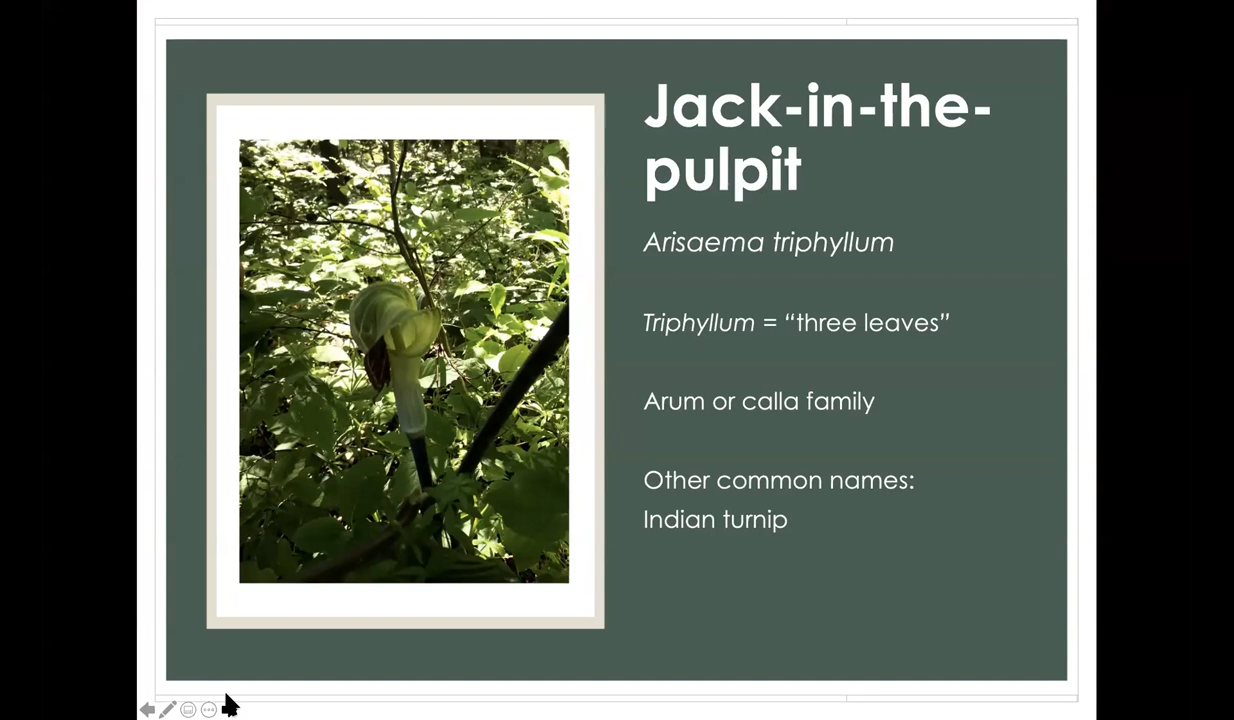 Jack-in-the-
pulpit
Arisaema triphyllum
Triphyllum = “three leaves”
Arum or calla family
Other common names:
Indian turnip